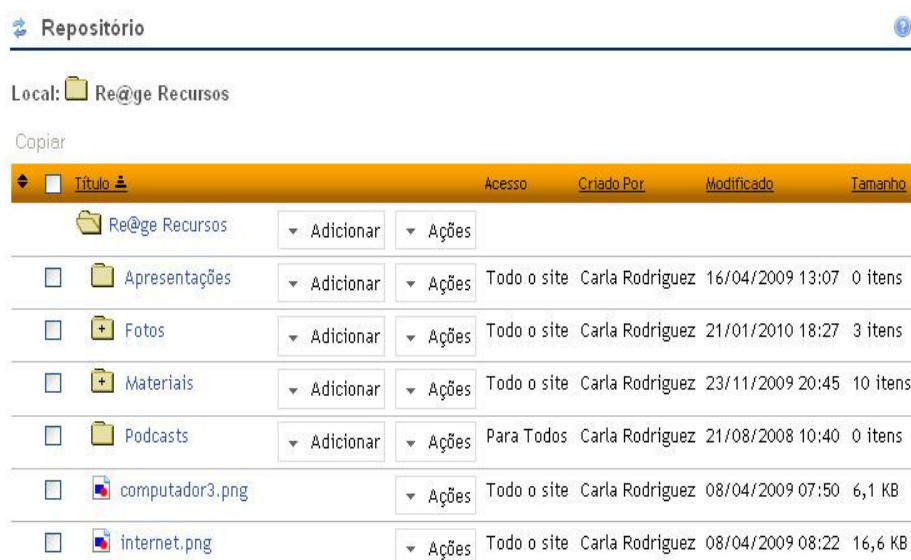 Repositório
Local: Re@ge Recursos
Copiar
Título Acesso Criado Por Modificado Tamanho
Re@ge Recursos Adicionar Ações
Apresentações Adicionar Ações Todo o site Carla Rodriguez 16/04/2009 13:07 0 itens
Fotos Adicionar Ações Todo o site Carla Rodriguez 21/01/2010 18:27 3 itens
Materiais Adicionar Ações Todo o site Carla Rodriguez 23/11/2009 20:45 10 itens
Podcasts Adicionar Ações Para Todos Carla Rodriguez 21/08/2008 10:40 0 itens
computador3.png Ações Todo o site Carla Rodriguez 08/04/2009 07:50 6,1 KB
internet.png Ações Todo o site Carla Rodriguez 08/04/2009 08:22 16,6 KB